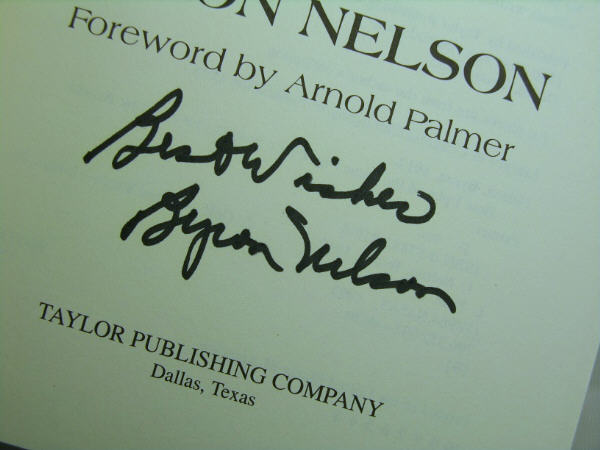 ON NELSON
Foreword by Arnold Palmer
Best Wishes
Byron Nelson
TAYLOR PUBLISHING COMPANY
Dallas, Texas